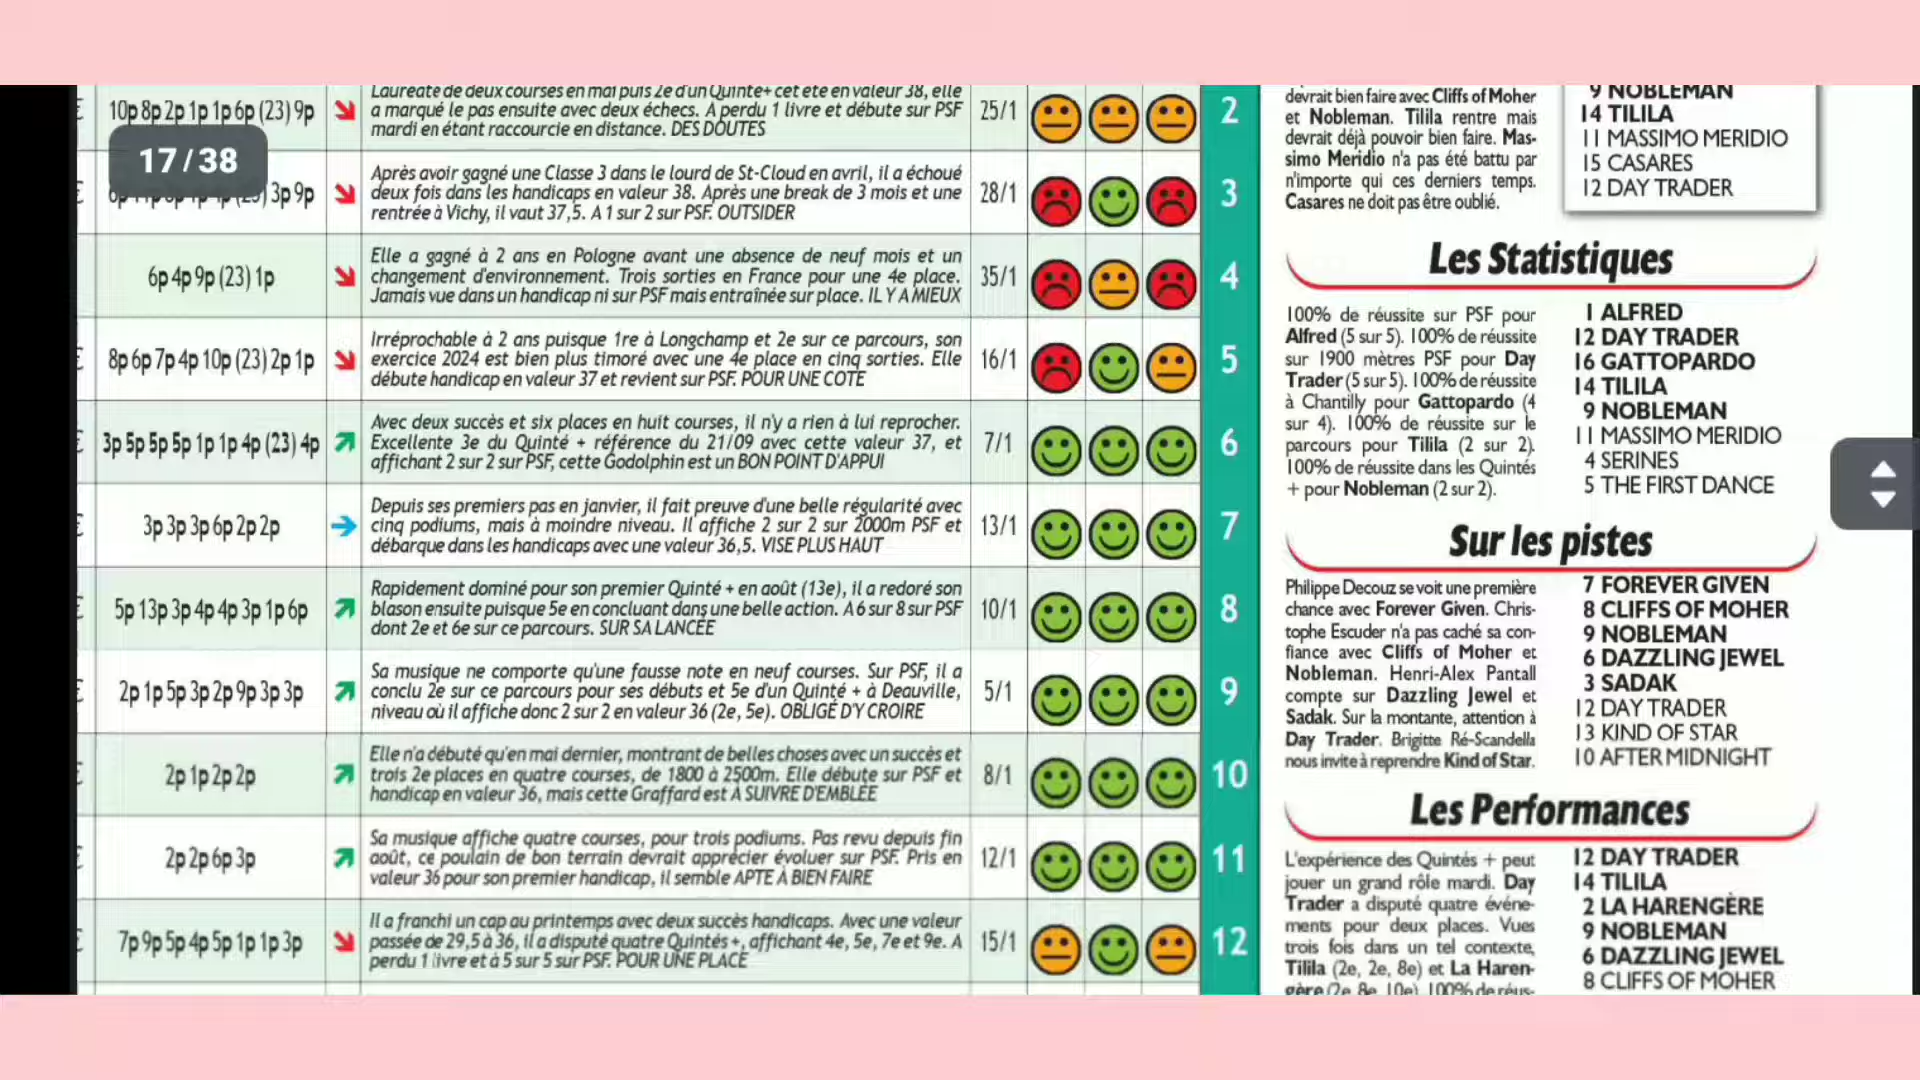 Lauréate de deux courses en mai puis 2e d'un Quinté+ cet été en valeur 38, elle
10p 8p 2p 1p 1p 6p (23) 9p
a marqué le pas ensuite avec deux échecs. A perdu 1 livre et débute sur PSF
mardi en étant raccourcie en distance. DES DOUTES
25/1
2
17/38
3p 9p
Après avoir gagné une Classe 3 dans le lourd de St-Cloud en avril, il a échoué
deux fois dans les handicaps en valeur 38. Après une break de 3 mois et une
rentrée à Vichy, il vaut 37,5. A 1 sur 2 sur PSF. OUTSIDER
28/1
3
6p 4p 9p (23) 1p
Elle a gagné à 2 ans en Pologne avant une absence de neuf mois et un
changement d'environnement. Trois sorties en France pour une 4e place.
Jamais vue dans un handicap ni sur PSF mais entraînée sur place. IL Y A MIEUX
35/1
4
8p 6p 7p 4p 10p (23) 2p 1p
Irréprochable à 2 ans puisque 1re à Longchamp et 2e sur ce parcours, son
exercice 2024 est bien plus timoré avec une 4e place en cinq sorties. Elle
débute handicap en valeur 37 et revient sur PSF. POUR UNE COTE
16/1
5
3p 5p 5p 5p 1p 1p 4p (23) 4p
Avec deux succès et six places en huit courses, il n'y a rien à lui reprocher.
Excellente 3e du Quinté + référence du 21/09 avec cette valeur 37, et
affichant 2 sur 2 sur PSF, cette Godolphin est un BON POINT D'APPUI
7/1
6
3p 3p 3p 6p 2p 2p
Depuis ses premiers pas en janvier, il fait preuve d'une belle régularité avec
cinq podiums, mais à moindre niveau. Il affiche 2 sur 2 sur 2000m PSF et
débarque dans les handicaps avec une valeur 36,5. VISE PLUS HAUT
13/1
7
5p 13p 3p 4p 4p 3p 1p 6p
Rapidement dominé pour son premier Quinté + en août (13e), il a redoré son
blason ensuite puisque 5e en concluant dans une belle action. A 6 sur 8 sur PSF
dont 2e et 6e sur ce parcours. SUR SA LANCÉE
10/1
8
2p 1p 5p 3p 2p 9p 3p 3p
Sa musique ne comporte qu'une fausse note en neuf courses. Sur PSF, il a
conclu 2e sur ce parcours pour ses débuts et 5e d'un Quinté + à Deauville,
niveau où il affiche donc 2 sur 2 en valeur 36 (2e, 5e). OBLIGÉ D'Y CROIRE
5/1
9
2p 1p 2p 2p
Elle n'a débuté qu'en mai dernier, montrant de belles choses avec un succès et
trois 2e places en quatre courses, de 1800 à 2500m. Elle débute sur PSF et
handicap en valeur 36, mais cette Graffard est À SUIVRE D'EMBLÉE
8/1
10
2p 2p 6p 3p
Sa musique affiche quatre courses, pour trois podiums. Pas revu depuis fin
août, ce poulain de bon terrain devrait apprécier évoluer sur PSF. Pris en
valeur 36 pour son premier handicap, il semble APTE À BIEN FAIRE
12/1
11
7p 9p 5p 4p 5p 1p 1p 3p
Il a franchi un cap au printemps avec deux succès handicaps. Avec une valeur
passée de 29,5 à 36, il a disputé quatre Quintés+, affichant 4e, 5e, 7e et 9e. A
perdu 1 livre et à 5 sur 5 sur PSF. POUR UNE PLACE
15/1
12
devrait bien faire avec Cliffs of Moher
et Nobleman. Tilila rentre mais
devrait déjà pouvoir bien faire. Mas-
simo Meridio n'a pas été battu par
n'importe qui ces derniers temps.
Casares ne doit pas être oublié.
9 NOBLEMAN
14 TILILA
11 MASSIMO MERIDIO
15 CASARES
12 DAY TRADER
Les Statistiques
100% de réussite sur PSF pour
Alfred (5 sur 5). 100% de réussite
sur 1900 mètres PSF pour Day
Trader (5 sur 5). 100% de réussite
à Chantilly pour Gattopardo (4
sur 4). 100% de réussite sur le
parcours pour Tilila (2 sur 2).
100% de réussite dans les Quintés
+ pour Nobleman (2 sur 2).
1 ALFRED
12 DAY TRADER
16 GATTOPARDO
14 TILILA
9 NOBLEMAN
11 MASSIMO MERIDIO
4 SERINES
5 THE FIRST DANCE
Sur les pistes
Philippe Decouz se voit une première
chance avec Forever Given. Chris-
tophe Escuder n'a pas caché sa con-
fiance avec Cliffs of Moher et
Nobleman. Henri-Alex Pantall
compte sur Dazzling Jewel et
Sadak. Sur la montante, attention à
Day Trader. Brigitte Ré-Scandella
nous invite à reprendre Kind of Star.
7 FOREVER GIVEN
8 CLIFFS OF MOHER
9 NOBLEMAN
6 DAZZLING JEWEL
3 SADAK
12 DAY TRADER
13 KIND OF STAR
10 AFTER MIDNIGHT
Les Performances
L'expérience des Quintés + peut
jouer un grand rôle mardi. Day
Trader a disputé quatre événe-
ments pour deux places. Vues
trois fois dans un tel contexte,
Tilila (2e, 2e, 8e) et La Haren-
gère (2e, 8e, 10e). 100% de réus-
12 DAY TRADER
14 TILILA
2 LA HARENGÈRE
9 NOBLEMAN
6 DAZZLING JEWEL
8 CLIFFS OF MOHER